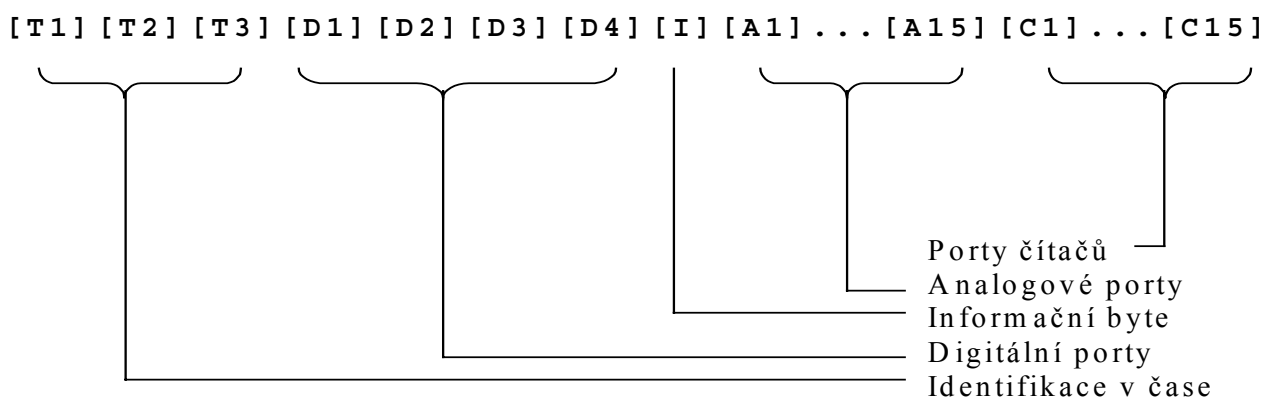 [T1] [T2] [T3] [D1] [D2] [D3] [D4] [I] [A1]...[A15] [C1]...[C15]
Porty čítačů
Analogové porty
Informační byte
Digitální porty
Identifikace v čase